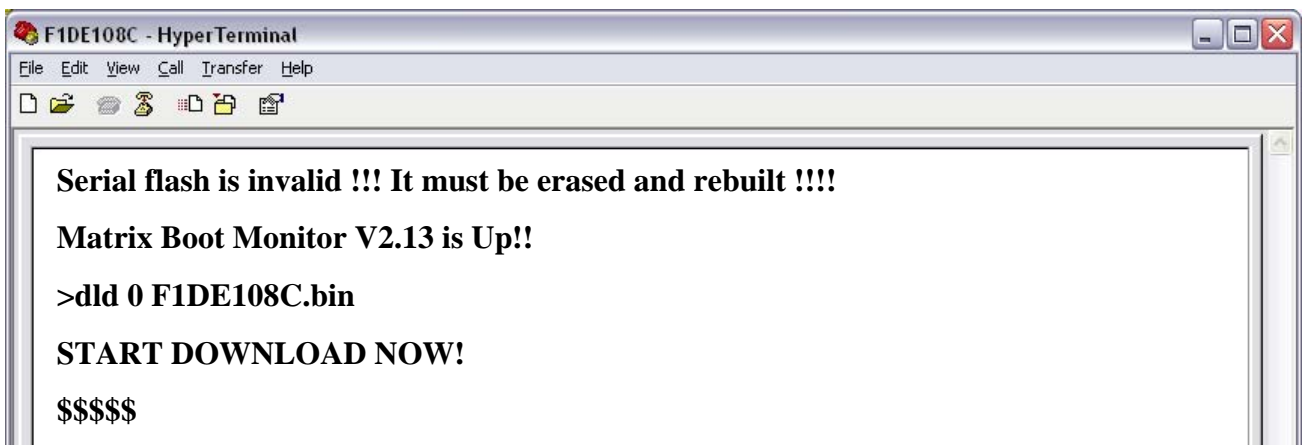 F1DE108C - HyperTerminal
File Edit View Call Transfer Help
Serial flash is invalid !!! It must be erased and rebuilt !!!!
Matrix Boot Monitor V2.13 is Up!!
>dld 0 F1DE108C.bin
START DOWNLOAD NOW!
$$$$$